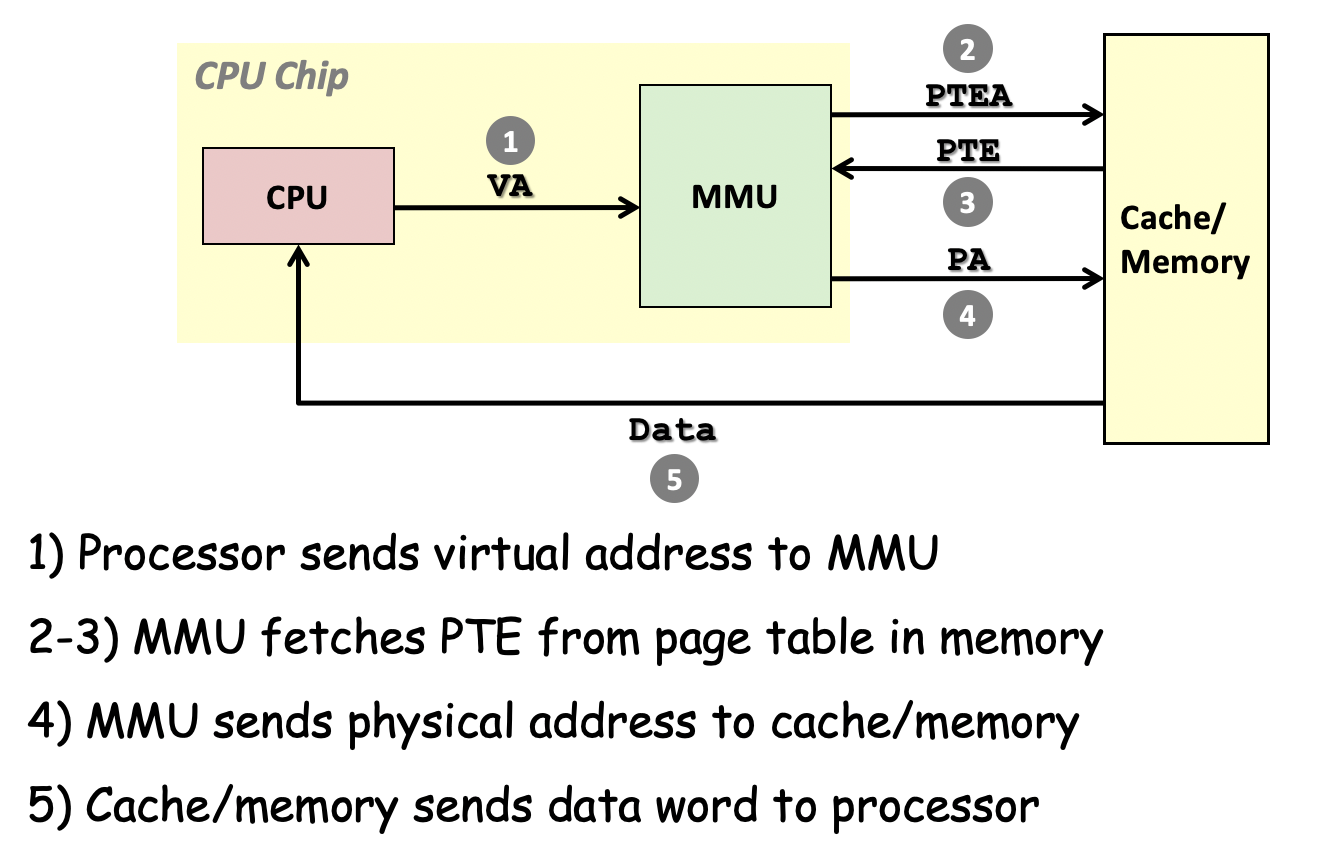 CPU Chip
2
PTEA
1
VA
CPU
MMU
PTE
3
Cache/
Memory
PA
4
Data
5
1) Processor sends virtual address to MMU
2-3) MMU fetches PTE from page table in memory
4) MMU sends physical address to cache/memory
5) Cache/memory sends data word to processor